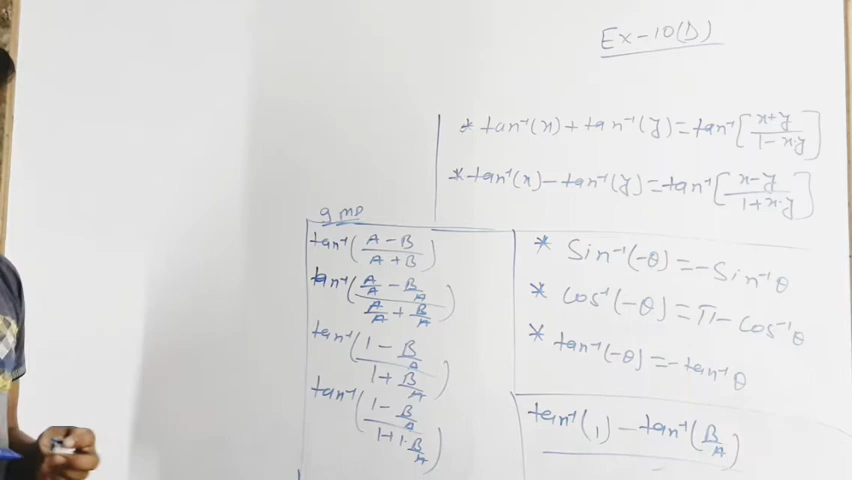 Ex-10(D)
* tan⁻¹(x) + tan⁻¹(y) = tan⁻¹[x+y / 1-x.y]
* tan⁻¹(x) - tan⁻¹(y) = tan⁻¹[x-y / 1+x.y]
tan⁻¹(A-B / A+B)
tan⁻¹(A/A - B/A / A/A + B/A)
tan⁻¹(1 - B/A / 1 + B/A)
tan⁻¹(1 - B/A / 1+1.B/A)
* Sin⁻¹(-θ) = -Sin⁻¹θ
* cos⁻¹(-θ) = π - cos⁻¹θ
* tan⁻¹(-θ) = -tan⁻¹θ
tan⁻¹(1) - tan⁻¹(B/A)